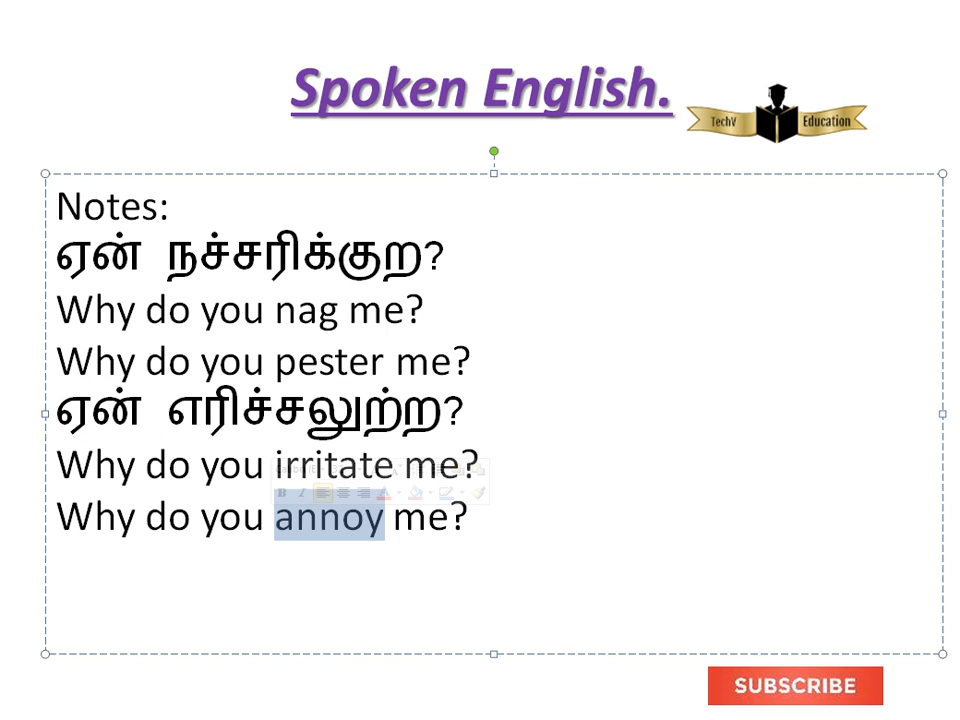 Spoken English.
TechV Education
Notes:
ஏன் நச்சரிக்குற?
Why do you nag me?
Why do you pester me?
ஏன் எரிச்சலுற்ற?
Why do you irritate me?
Why do you annoy me?
SUBSCRIBE